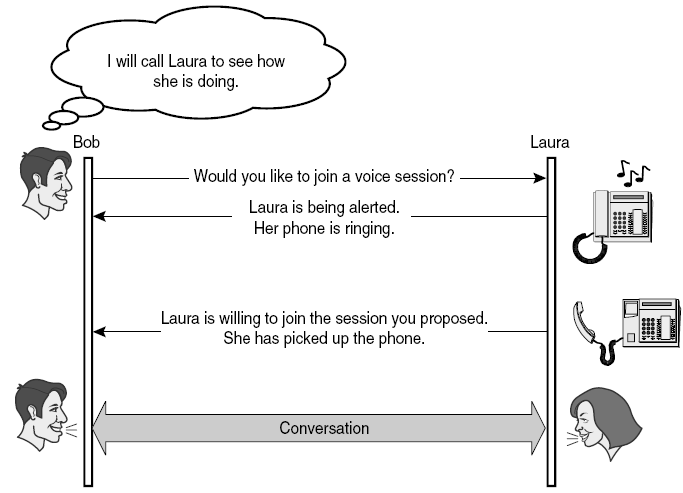 I will call Laura to see how
she is doing.
Bob
Laura
Would you like to join a voice session?
Laura is being alerted.
Her phone is ringing.
Laura is willing to join the session you proposed.
She has picked up the phone.
Conversation